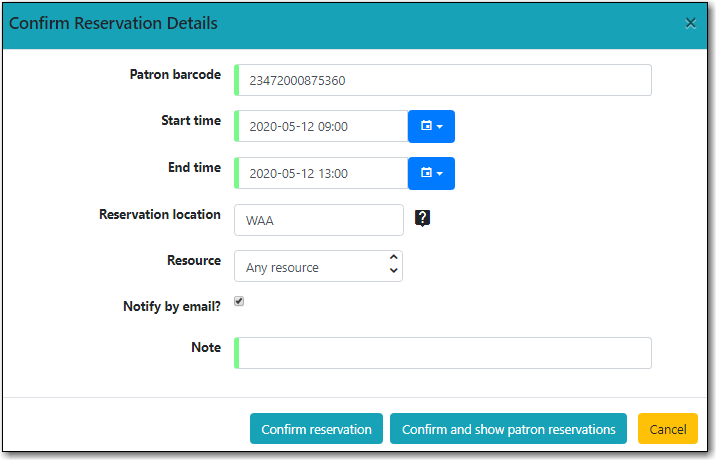 Confirm Reservation Details ×
Patron barcode 23472000875360
Start time 2020-05-12 09:00
End time 2020-05-12 13:00
Reservation location WAA ?
Resource Any resource
Notify by email?
Note
Confirm reservation Confirm and show patron reservations Cancel